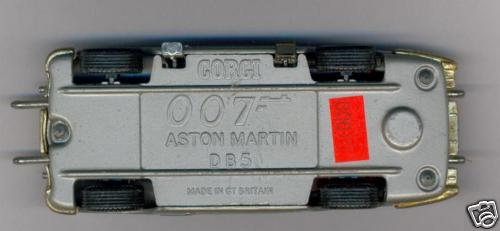 CORGI
007
ASTON MARTIN
DB5
MADE IN GT BRITAIN